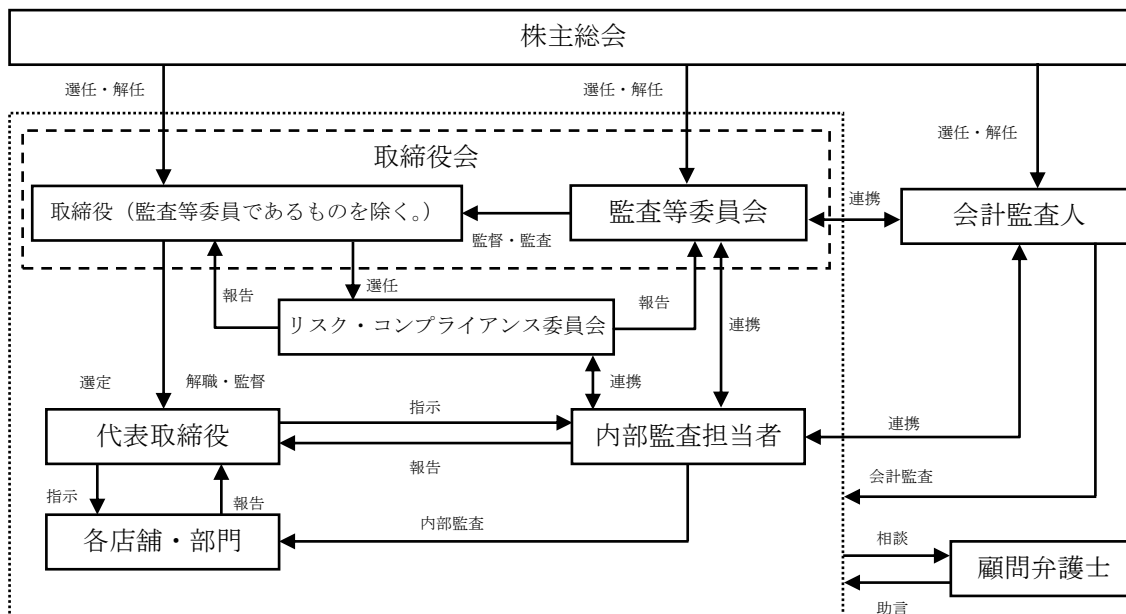 株主総会
選任・解任
選任・解任
選任・解任
取締役会
取締役（監査等委員であるものを除く。）
監査等委員会
連携
会計監査人
監督・監査
報告
選任
報告
リスク・コンプライアンス委員会
連携
選定
解職・監督
連携
指示
代表取締役
内部監査担当者
連携
報告
会計監査
指示
報告
内部監査
各店舗・部門
相談
顧問弁護士
助言